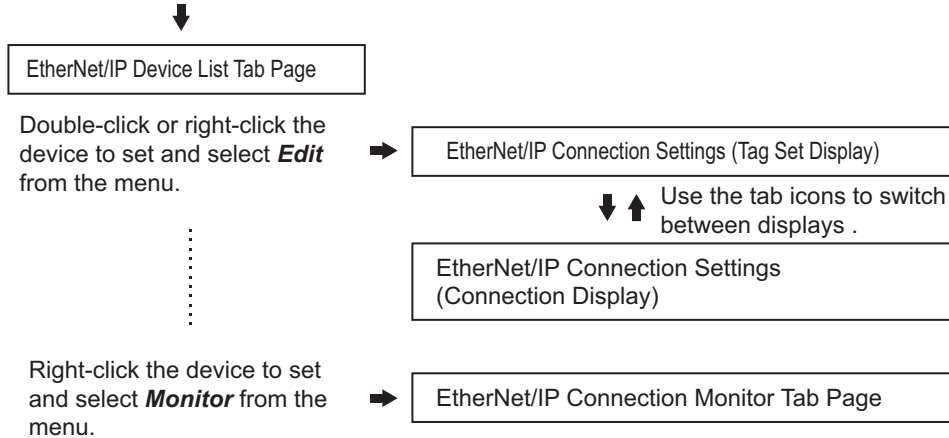 EtherNet/IP Device List Tab Page
Double-click or right-click the
device to set and select Edit
from the menu.
EtherNet/IP Connection Settings (Tag Set Display)
Use the tab icons to switch
between displays .
EtherNet/IP Connection Settings
(Connection Display)
Right-click the device to set
and select Monitor from the
menu.
EtherNet/IP Connection Monitor Tab Page